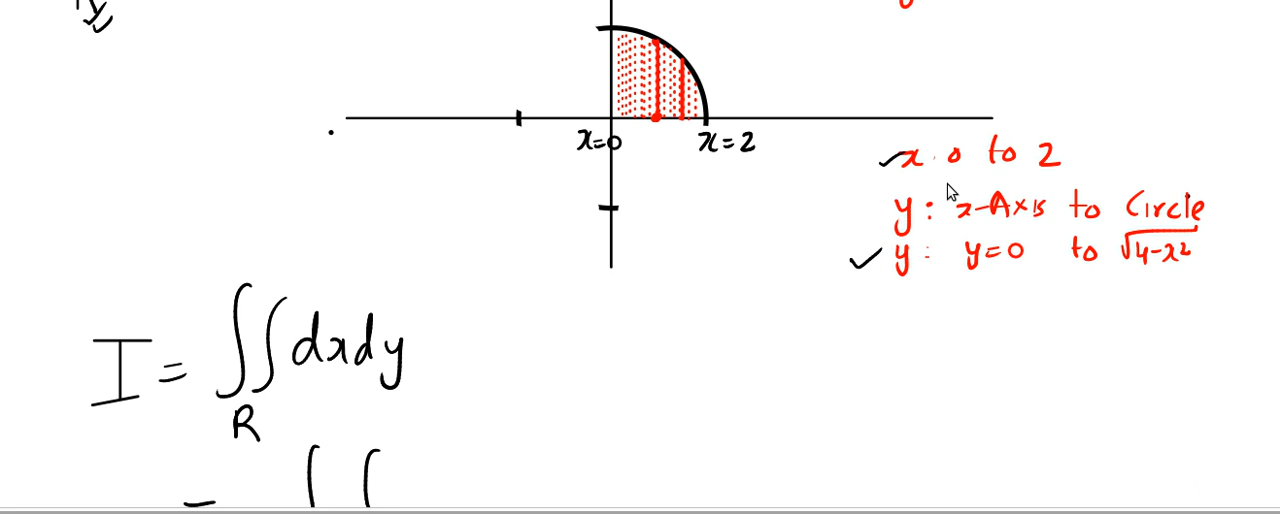 x=0 x=2
x: 0 to 2
y: x-Axis to Circle
y: y=0 to √4-x²
I = ∬ dxdy
R
= ∫ ∫